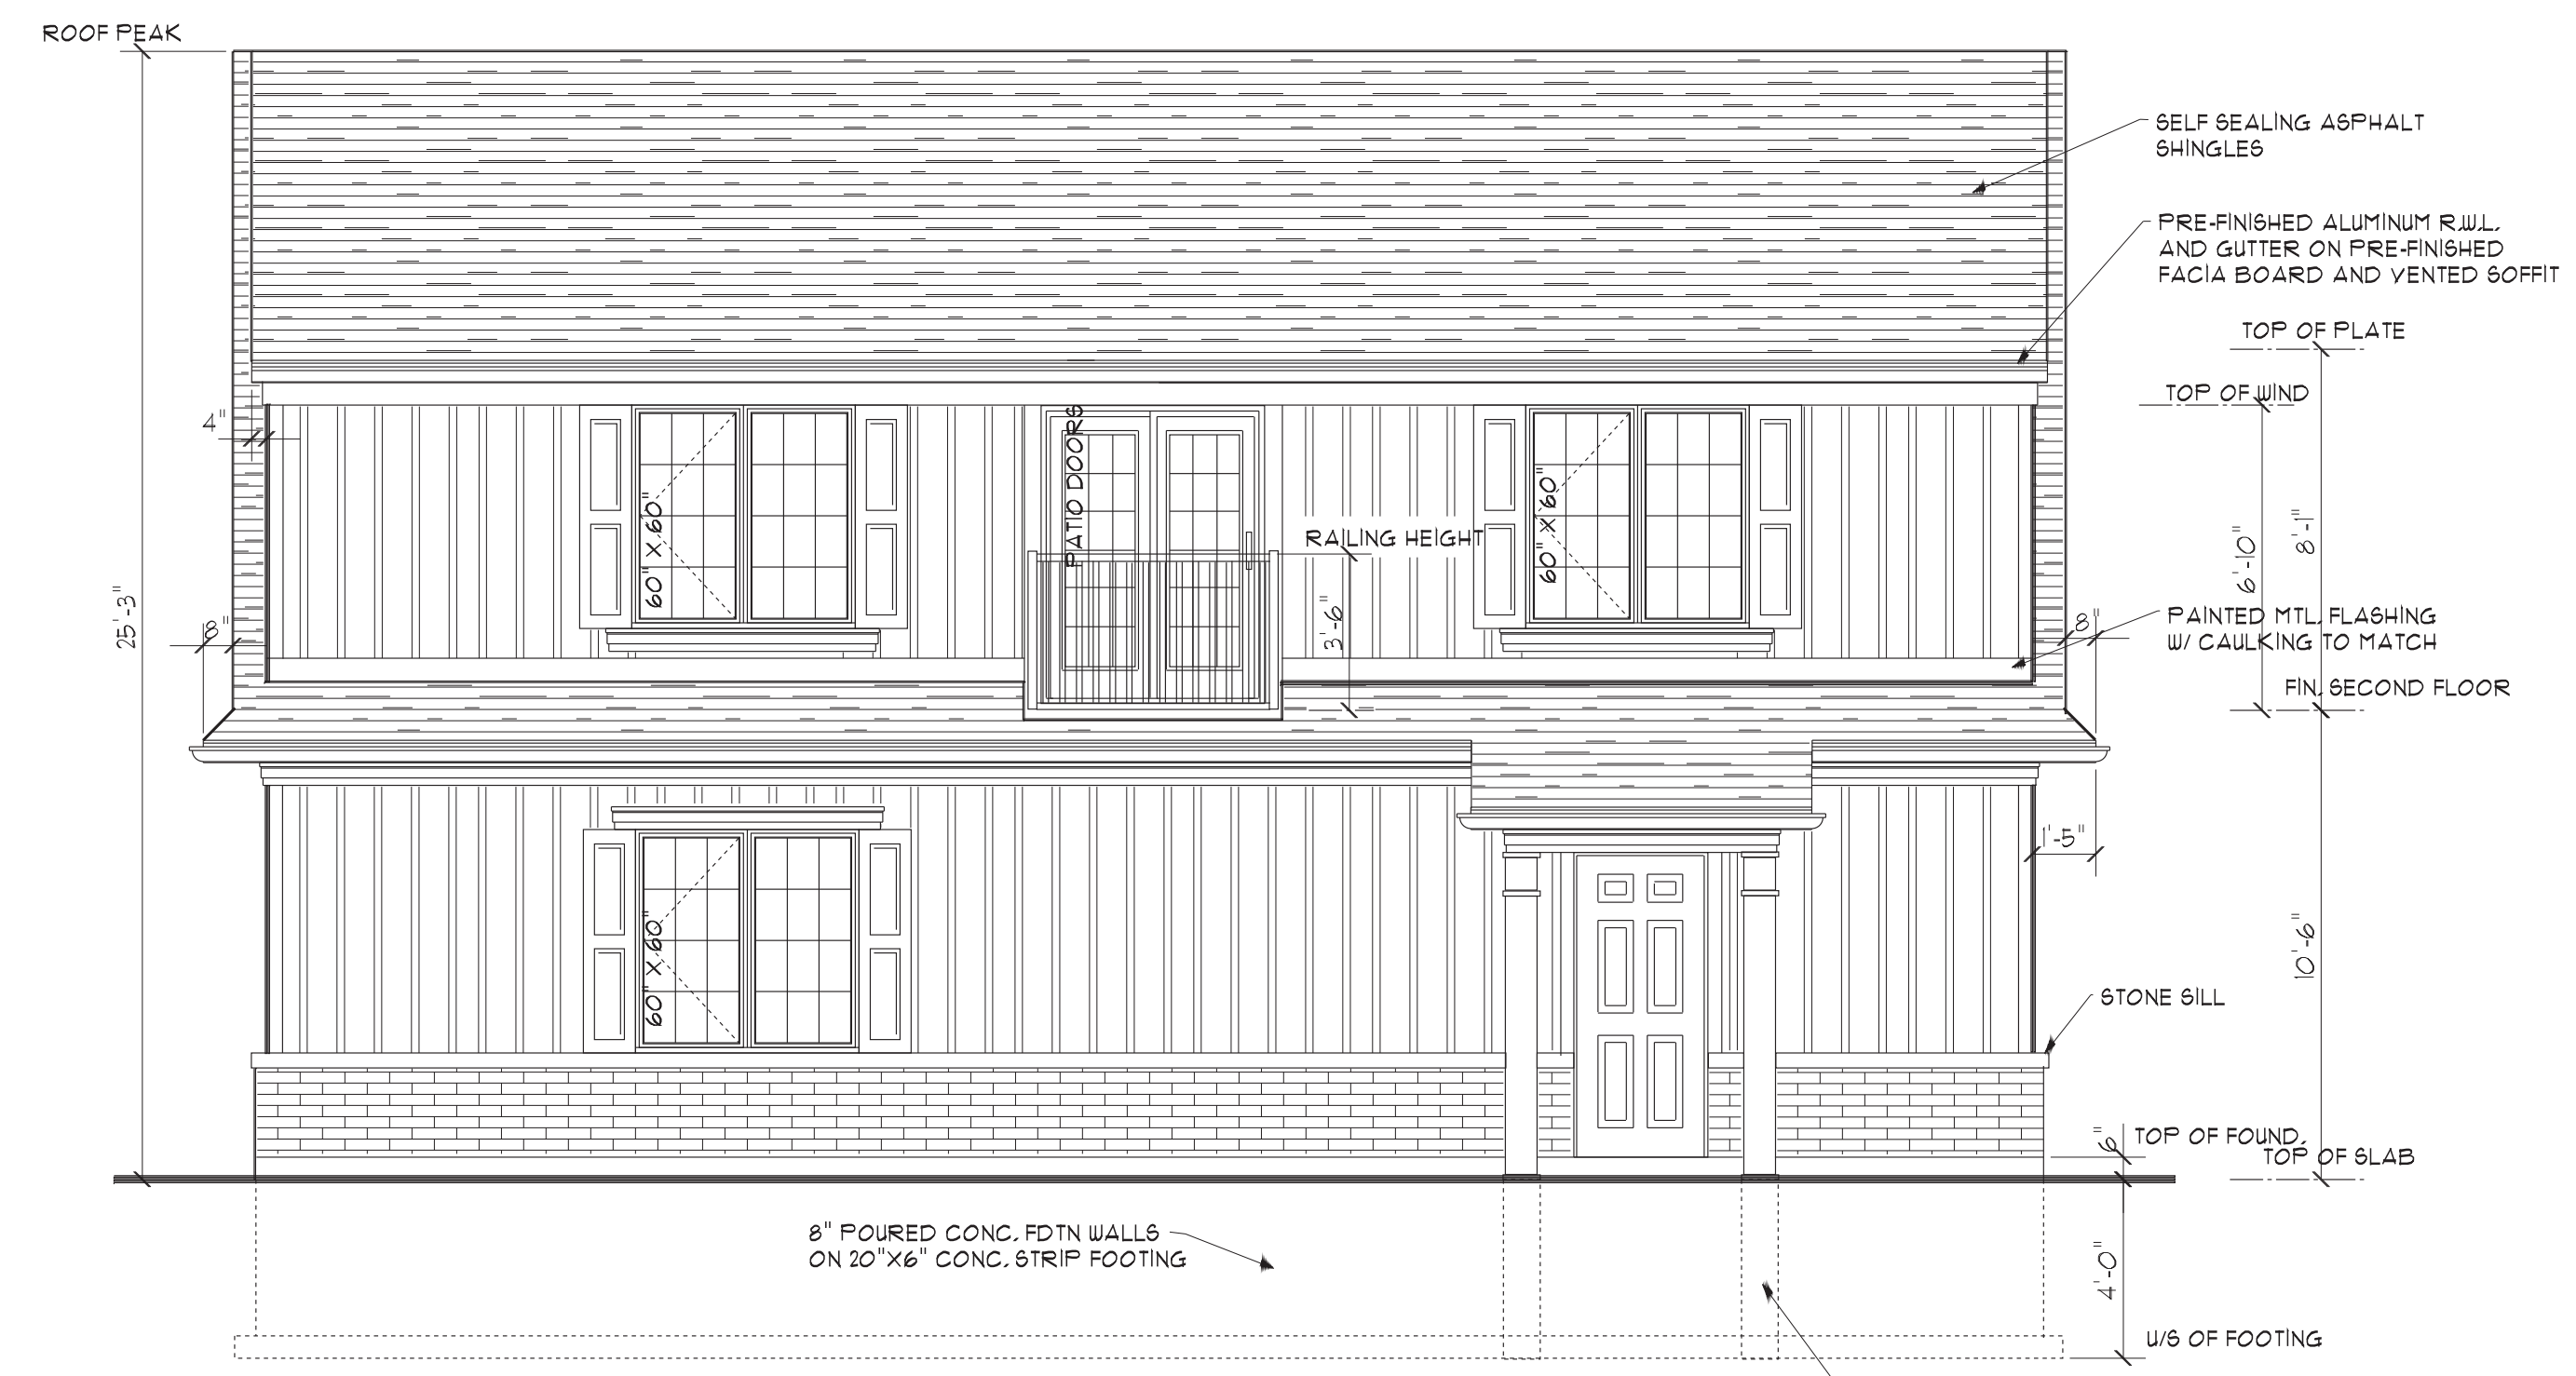 ROOF PEAK
SELF SEALING ASPHALT
SHINGLES
PRE-FINISHED ALUMINUM R.W.L.
AND GUTTER ON PRE-FINISHED
FACIA BOARD AND VENTED SOFFIT
TOP OF PLATE
TOP OF WIND
4"
PATIO DOORS
60" X 60"
60" X 60"
RAILING HEIGHT
6'-10"
8'-1"
25'-3"
8"
3'-6"
8"
PAINTED MTL. FLASHING
W/ CAULKING TO MATCH
FIN. SECOND FLOOR
1'-5"
60" X 60"
10'-6"
STONE SILL
6"
TOP OF FOUND.
TOP OF SLAB
8" POURED CONC. FDTN WALLS
ON 20"X6" CONC. STRIP FOOTING
4'-0"
U/S OF FOOTING